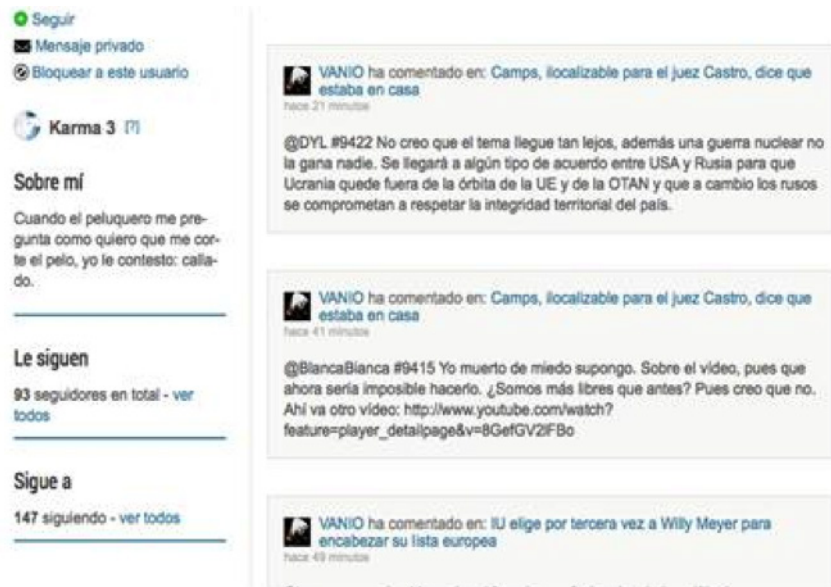 Seguir
Mensaje privado
Bloquear a este usuario
Karma 3 [?]
Sobre mí
Cuando el peluquero me pre-
gunta como quiero que me cor-
te el pelo, yo le contesto: calla-
do.
Le siguen
93 seguidores en total - ver
todos
Sigue a
147 siguiendo - ver todos
VANIO ha comentado en: Camps, ilocalizable para el juez Castro, dice que
estaba en casa
hace 21 minutos
@DYL #9422 No creo que el tema llegue tan lejos, además una guerra nuclear no
la gana nadie. Se llegará a algún tipo de acuerdo entre USA y Rusia para que
Ucrania quede fuera de la órbita de la UE y de la OTAN y que a cambio los rusos
se comprometan a respetar la integridad territorial del país.
VANIO ha comentado en: Camps, ilocalizable para el juez Castro, dice que
estaba en casa
hace 41 minutos
@BlancaBianca #9415 Yo muerto de miedo supongo. Sobre el vídeo, pues que
ahora sería imposible hacerlo. ¿Somos más libres que antes? Pues creo que no.
Ahí va otro vídeo: http://www.youtube.com/watch?
feature=player_detailpage&v=8GefGV2lFBo
VANIO ha comentado en: IU elige por tercera vez a Willy Meyer para
encabezar su lista europea
hace 49 minutos